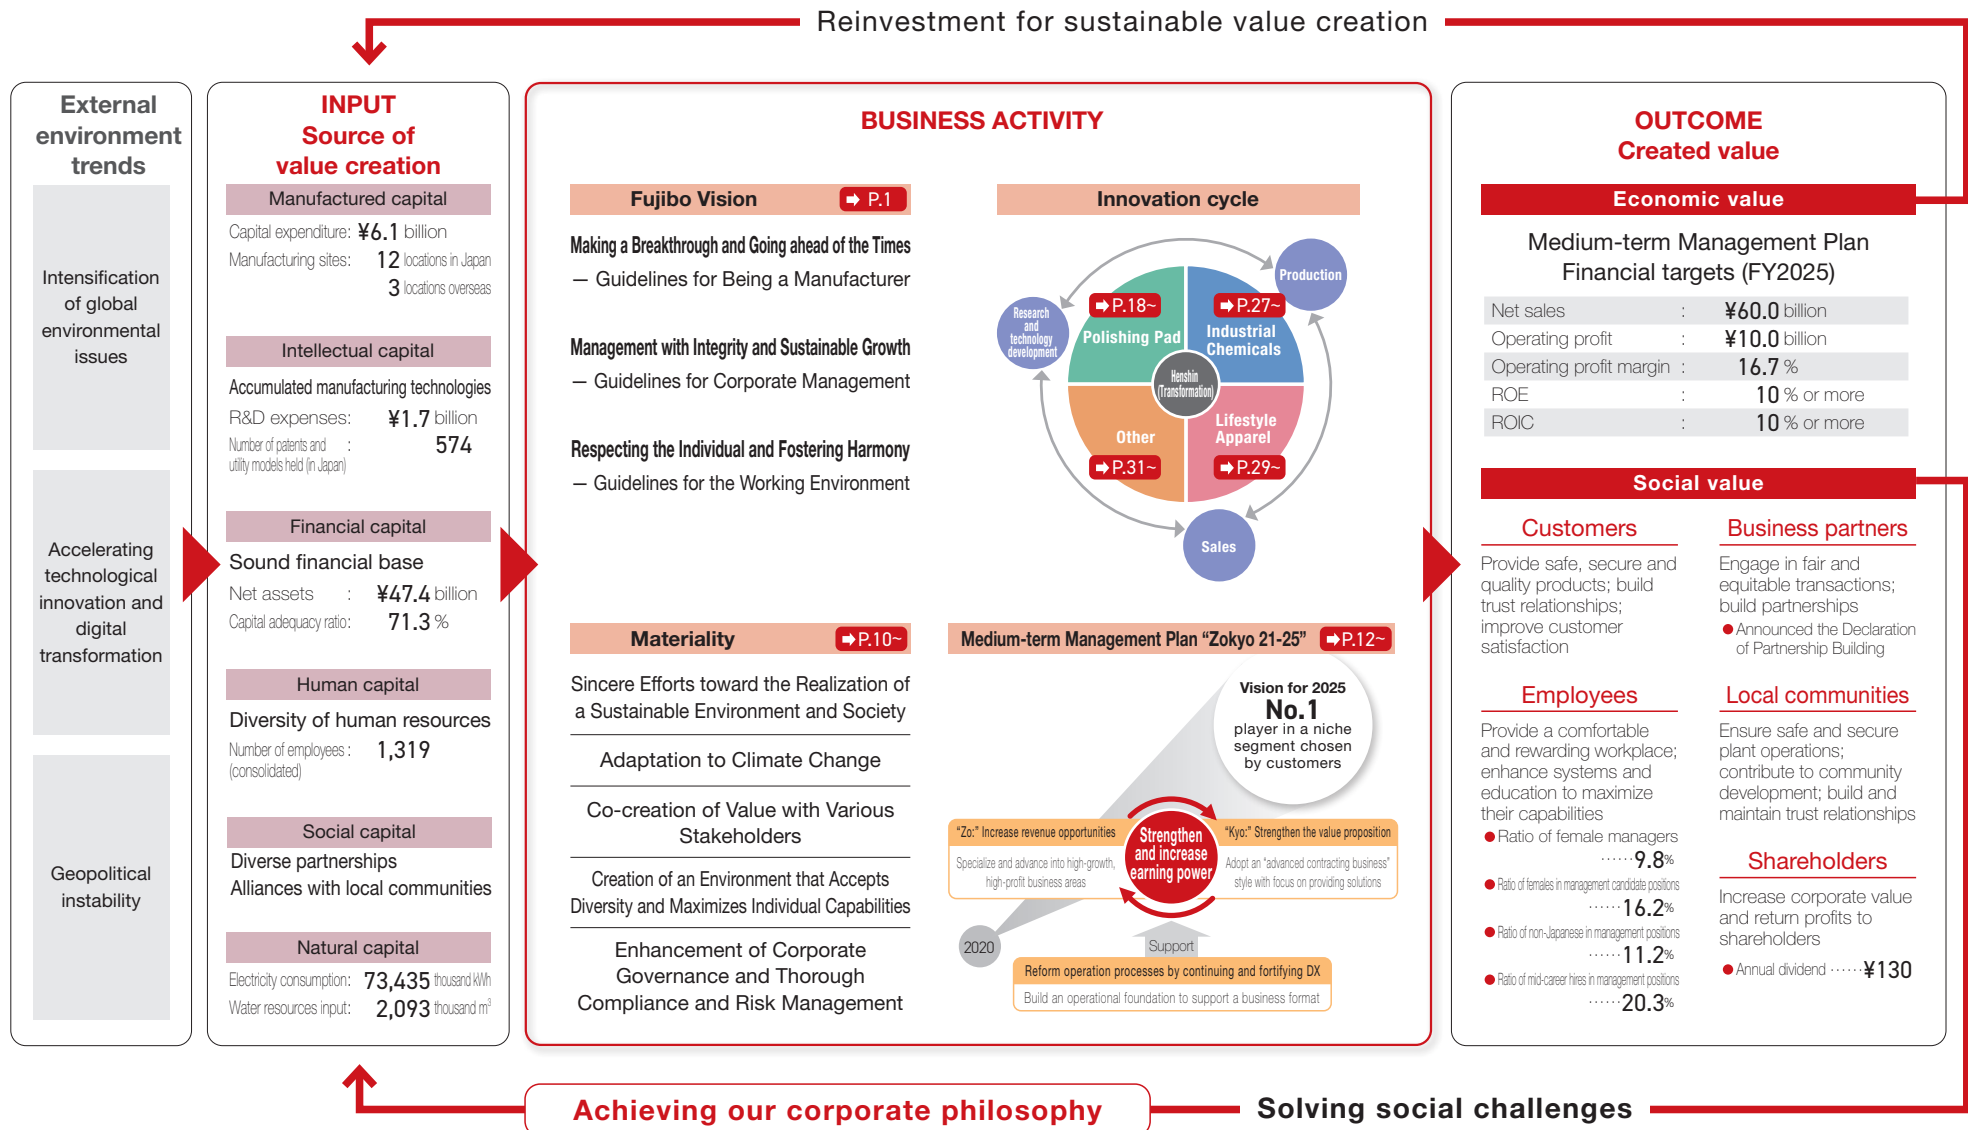 Reinvestment for sustainable value creation
External
environment
trends
Intensification
of global
environmental
issues
Accelerating
technological
innovation and
digital
transformation
Geopolitical
instability
INPUT
Source of
value creation
Manufactured capital
Capital expenditure: ¥6.1 billion
Manufacturing sites: 12 locations in Japan
3 locations overseas
Intellectual capital
Accumulated manufacturing technologies
R&D expenses: ¥1.7 billion
Number of patents and
utility models held (in Japan) : 574
Financial capital
Sound financial base
Net assets : ¥47.4 billion
Capital adequacy ratio: 71.3 %
Human capital
Diversity of human resources
Number of employees : 1,319
(consolidated)
Social capital
Diverse partnerships
Alliances with local communities
Natural capital
Electricity consumption: 73,435 thousand kWh
Water resources input: 2,093 thousand m³
BUSINESS ACTIVITY
Fujibo Vision ➡ P.1
Making a Breakthrough and Going ahead of the Times
— Guidelines for Being a Manufacturer
Management with Integrity and Sustainable Growth
— Guidelines for Corporate Management
Respecting the Individual and Fostering Harmony
— Guidelines for the Working Environment
Innovation cycle
Production
Research
and
technology
development
➡P.18~
Polishing Pad
➡P.27~
Industrial
Chemicals
Henshin
(Transformation)
Other
➡P.31~
Lifestyle
Apparel
➡P.29~
Sales
Materiality ➡P.10~
Sincere Efforts toward the Realization of
a Sustainable Environment and Society
Adaptation to Climate Change
Co-creation of Value with Various
Stakeholders
Creation of an Environment that Accepts
Diversity and Maximizes Individual Capabilities
Enhancement of Corporate
Governance and Thorough
Compliance and Risk Management
Medium-term Management Plan “Zokyo 21-25” ➡P.12~
Vision for 2025
No.1
player in a niche
segment chosen
by customers
“Zo:” Increase revenue opportunities
Specialize and advance into high-growth,
high-profit business areas
Strengthen
and increase
earning power
“Kyo:” Strengthen the value proposition
Adopt an “advanced contracting business”
style with focus on providing solutions
2020
Support
Reform operation processes by continuing and fortifying DX
Build an operational foundation to support a business format
OUTCOME
Created value
Economic value
Medium-term Management Plan
Financial targets (FY2025)
Net sales : ¥60.0 billion
Operating profit : ¥10.0 billion
Operating profit margin : 16.7 %
ROE : 10 % or more
ROIC : 10 % or more
Social value
Customers
Provide safe, secure and
quality products; build
trust relationships;
improve customer
satisfaction
Business partners
Engage in fair and
equitable transactions;
build partnerships
● Announced the Declaration
of Partnership Building
Employees
Provide a comfortable
and rewarding workplace;
enhance systems and
education to maximize
their capabilities
● Ratio of female managers
······9.8%
● Ratio of females in management candidate positions
······16.2%
● Ratio of non-Japanese in management positions
······11.2%
● Ratio of mid-career hires in management positions
······20.3%
Local communities
Ensure safe and secure
plant operations;
contribute to community
development; build and
maintain trust relationships
Shareholders
Increase corporate value
and return profits to
shareholders
● Annual dividend ······¥130
Achieving our corporate philosophy
Solving social challenges